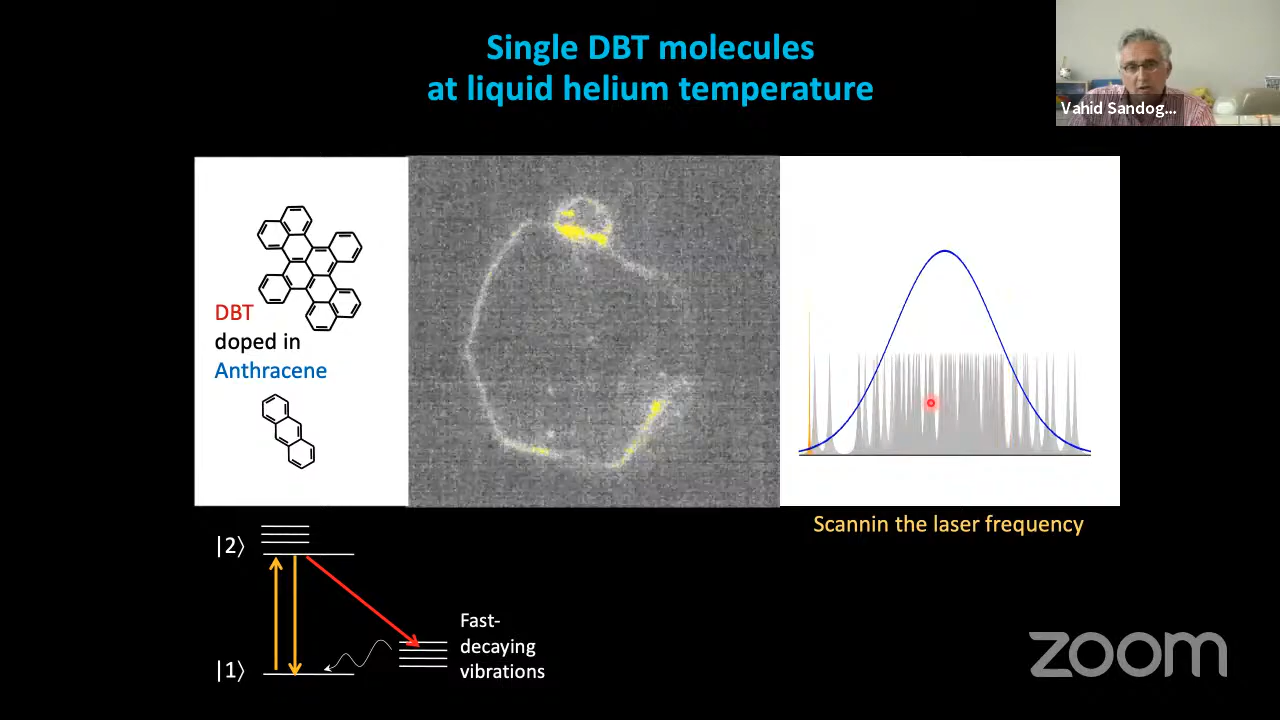 Single DBT molecules
at liquid helium temperature
Vahid Sandog...
DBT
doped in
Anthracene
Scannin the laser frequency
|2⟩
|1⟩
Fast-
decaying
vibrations
zoom